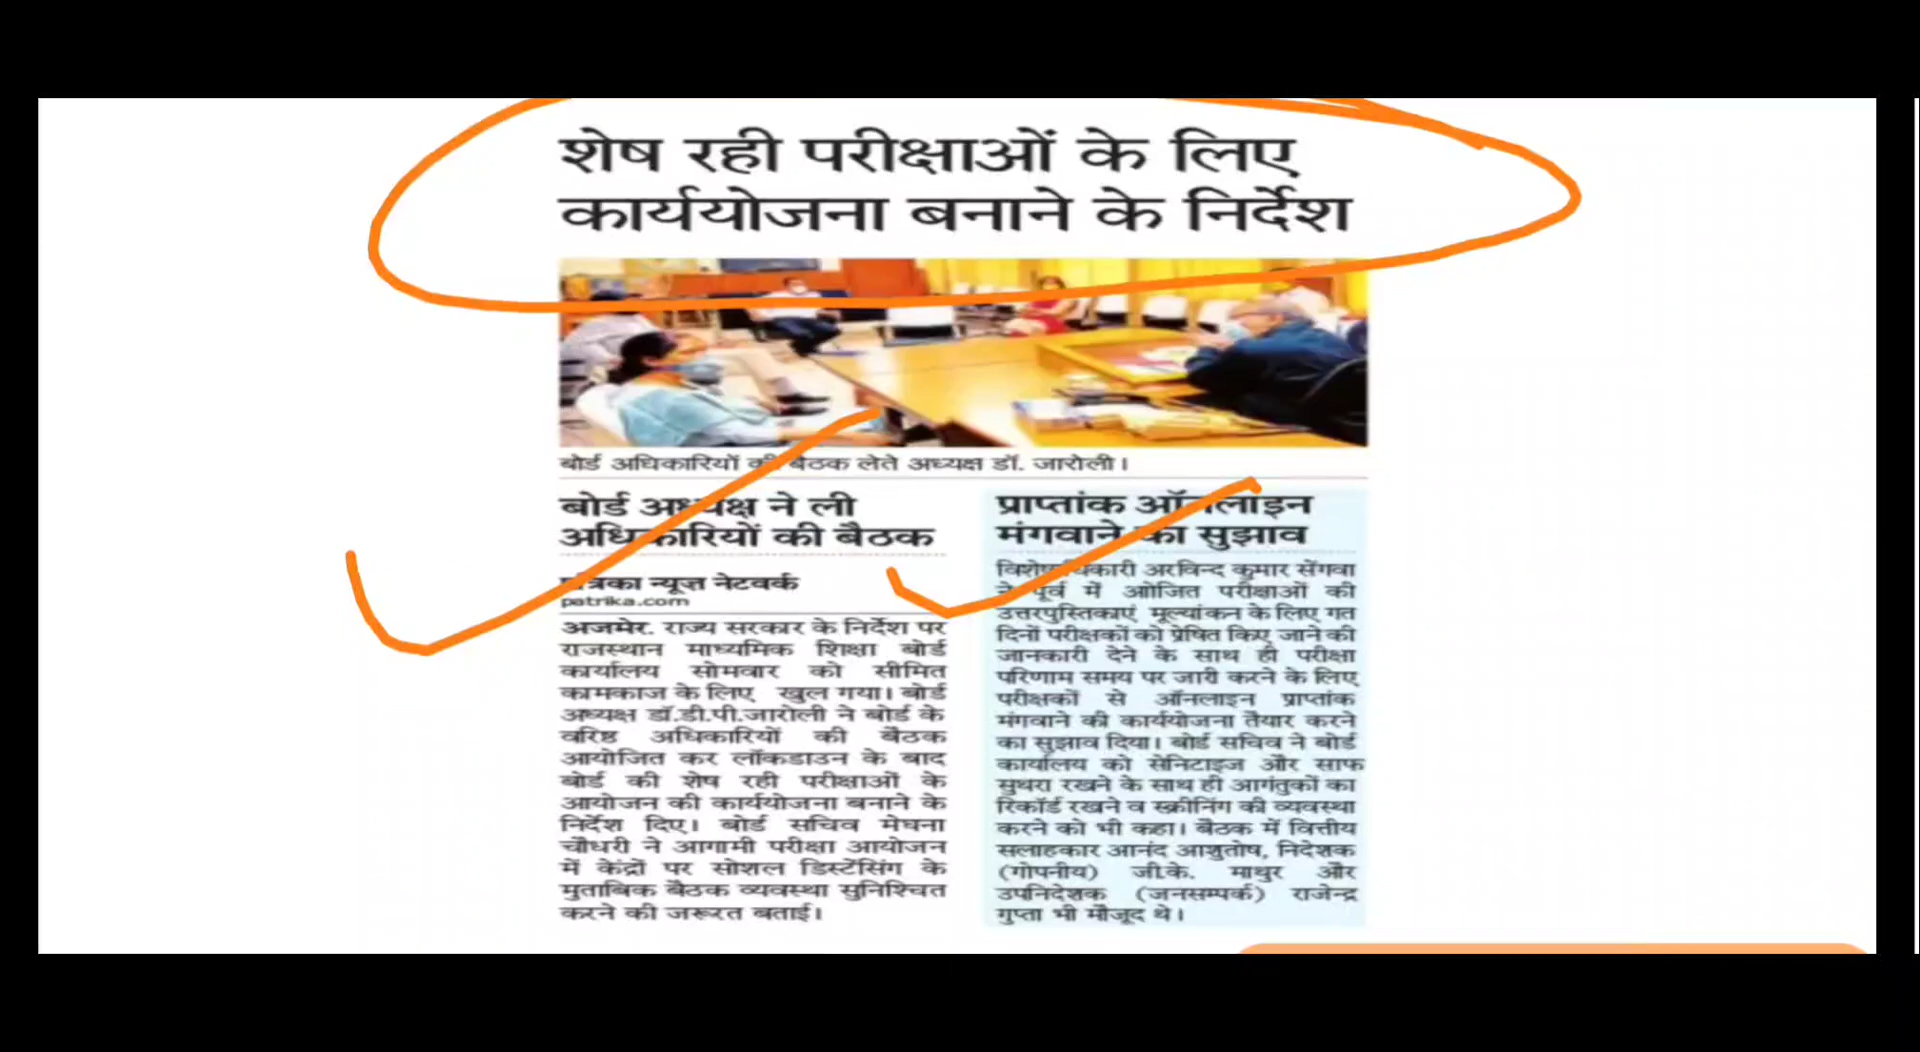 शेष रही परीक्षाओं के लिए
कार्ययोजना बनाने के निर्देश
बोर्ड अधिकारियों की बैठक लेते अध्यक्ष डॉ. जारोली।
बोर्ड अध्यक्ष ने ली
अधिकारियों की बैठक
पत्रिका न्यूज़ नेटवर्क
patrika.com
अजमेर. राज्य सरकार के निर्देश पर
राजस्थान माध्यमिक शिक्षा बोर्ड
कार्यालय सोमवार को सीमित
कामकाज के लिए खुल गया। बोर्ड
अध्यक्ष डॉ.डी.पी.जारोली ने बोर्ड के
वरिष्ठ अधिकारियों की बैठक
आयोजित कर लॉकडाउन के बाद
बोर्ड की शेष रही परीक्षाओं के
आयोजन की कार्ययोजना बनाने के
निर्देश दिए। बोर्ड सचिव मेघना
चौधरी ने आगामी परीक्षा आयोजन
में केंद्रों पर सोशल डिस्टेंसिंग के
मुताबिक बैठक व्यवस्था सुनिश्चित
करने की जरूरत बताई।
प्राप्तांक ऑनलाइन
मंगवाने का सुझाव
विशेषाधिकारी अरविन्द कुमार सेंगवा
ने पूर्व में आोजित परीक्षाओं की
उत्तरपुस्तिकाएं मूल्यांकन के लिए गत
दिनों परीक्षकों को प्रेषित किए जाने की
जानकारी देने के साथ ही परीक्षा
परिणाम समय पर जारी करने के लिए
परीक्षकों से ऑनलाइन प्राप्तांक
मंगवाने की कार्ययोजना तैयार करने
का सुझाव दिया। बोर्ड सचिव ने बोर्ड
कार्यालय को सेनिटाइज और साफ
सुथरा रखने के साथ ही आगंतुकों का
रिकॉर्ड रखने व स्क्रीनिंग की व्यवस्था
करने को भी कहा। बैठक में वित्तीय
सलाहकार आनंद आशुतोष, निदेशक
(गोपनीय) जी.के. माथुर और
उपनिदेशक (जनसम्पर्क) राजेन्द्र
गुप्ता भी मौजूद थे।